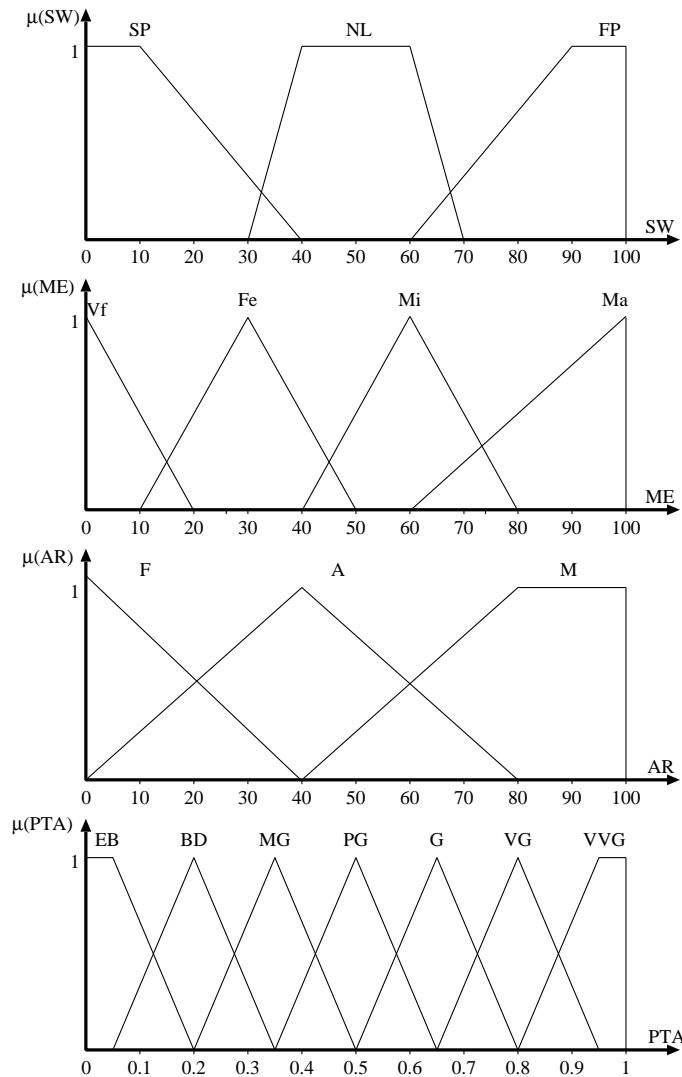 μ(SW)
SP NL FP
1
SW
0 10 20 30 40 50 60 70 80 90 100
μ(ME)
Vf Fe Mi Ma
1
ME
0 10 20 30 40 50 60 70 80 90 100
μ(AR)
F A M
1
AR
0 10 20 30 40 50 60 70 80 90 100
μ(PTA)
EB BD MG PG G VG VVG
1
PTA
0 0.1 0.2 0.3 0.4 0.5 0.6 0.7 0.8 0.9 1